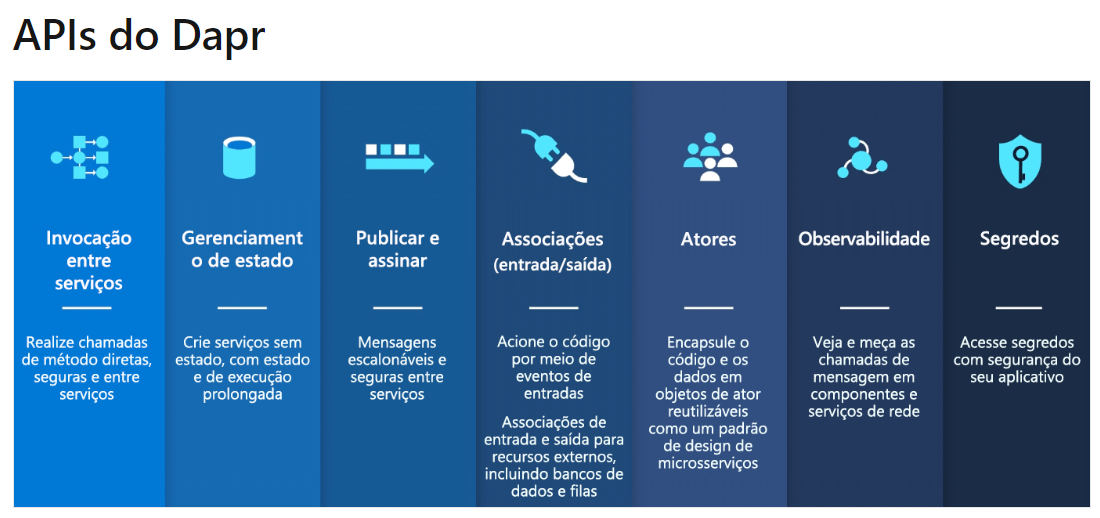 APIs do Dapr
Invocação
entre
serviços
Realize chamadas
de método diretas,
seguras e entre
serviços
Gerenciament
o de estado
Crie serviços sem
estado, com estado
e de execução
prolongada
Publicar e
assinar
Mensagens
escalonáveis e
seguras entre
serviços
Associações
(entrada/saída)
Acione o código
por meio de
eventos de
entradas
Associações de
entrada e saída para
recursos externos,
incluindo bancos de
dados e filas
Atores
Encapsule o
código e os
dados em
objetos de ator
reutilizáveis
como um padrão
de design de
microsserviços
Observabilidade
Veja e meça as
chamadas de
mensagem em
componentes e
serviços de rede
Segredos
Acesse segredos
com segurança do
seu aplicativo